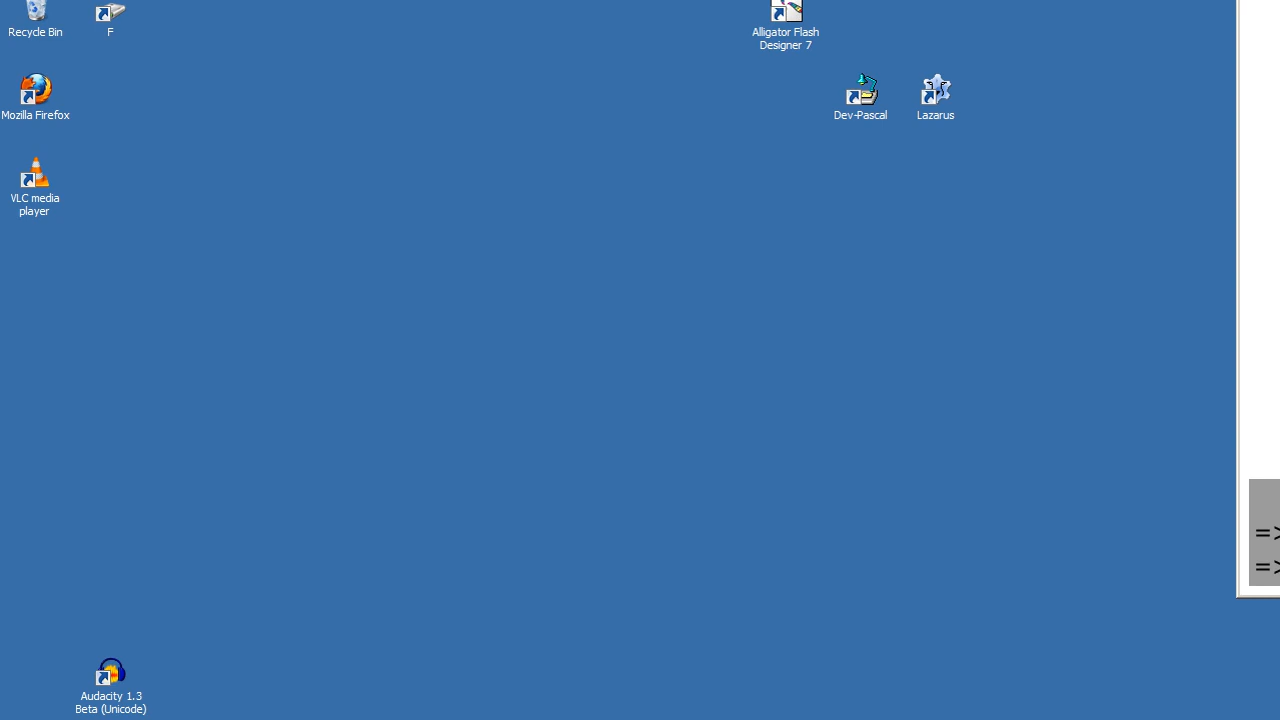 Recycle Bin
F
Alligator Flash
Designer 7
Mozilla Firefox
Dev-Pascal
Lazarus
VLC media
player
=>
=>
Audacity 1.3
Beta (Unicode)